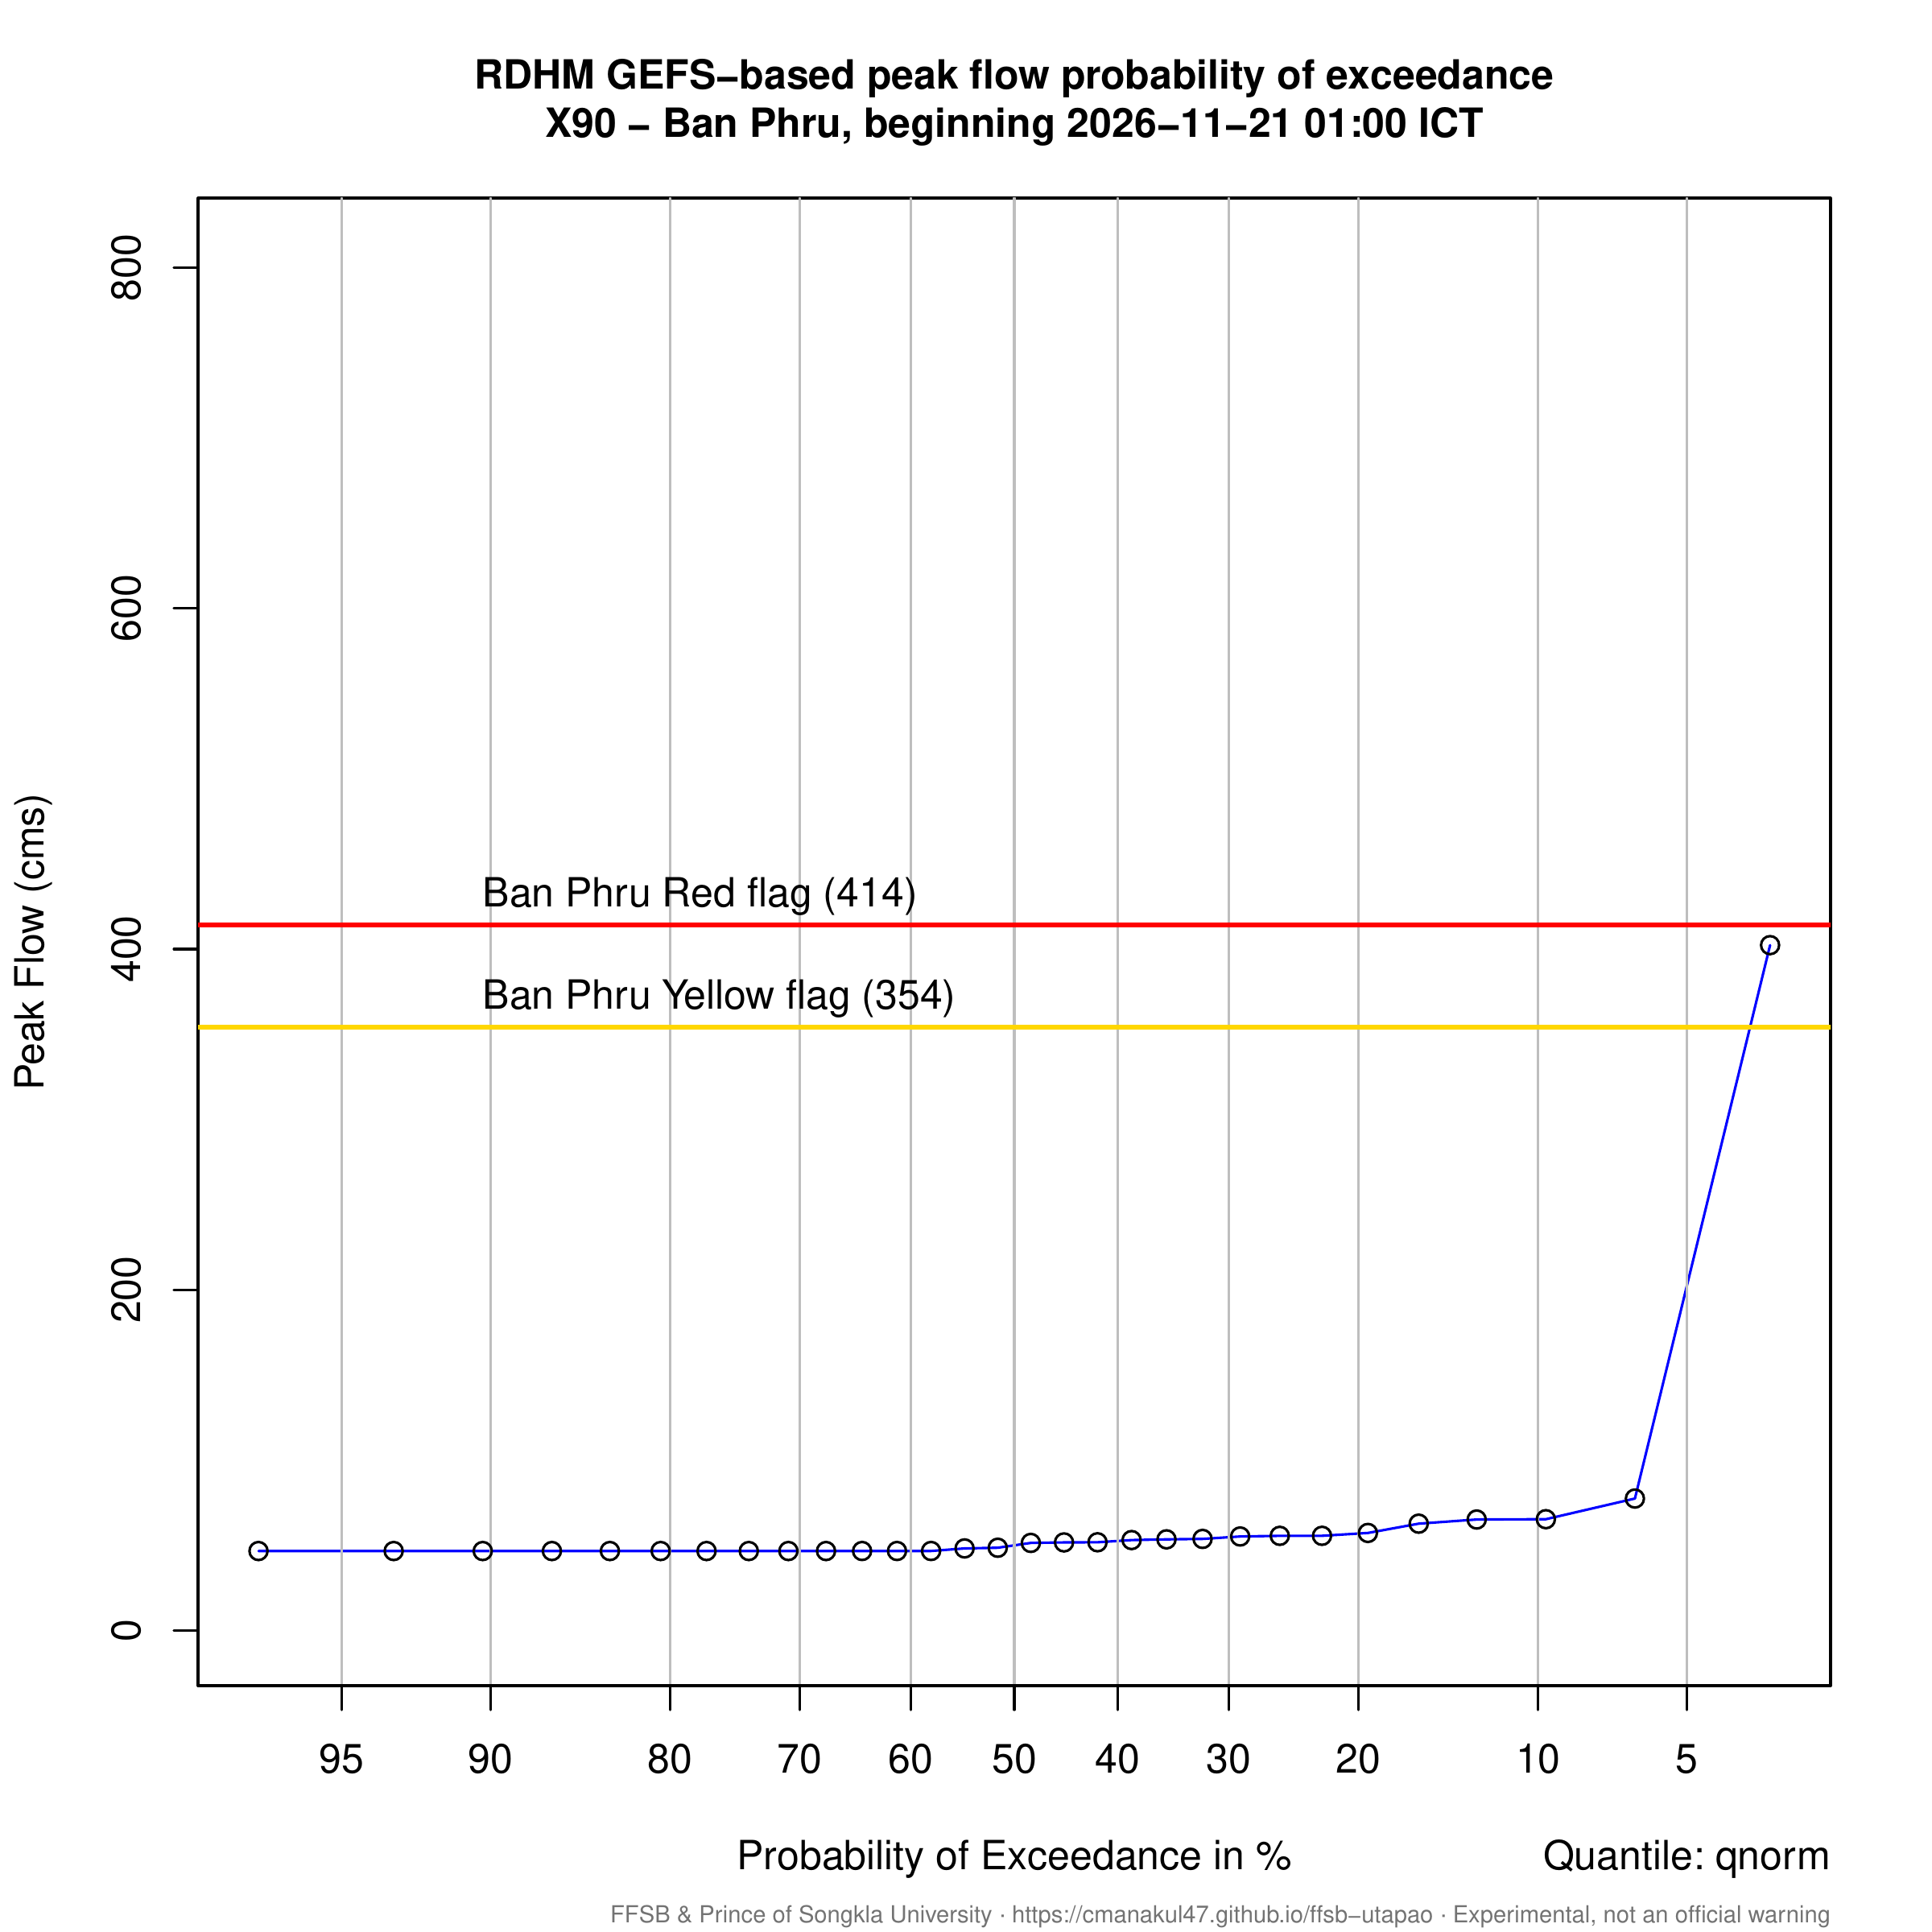 RDHM GEFS−based peak flow probability of exceedance
X90 − Ban Phru, beginning 2026−11−21 01:00 ICT
Peak Flow (cms)
800
600
400
200
0
Ban Phru Red flag (414)
Ban Phru Yellow flag (354)
95 90 80 70 60 50 40 30 20 10 5
Probability of Exceedance in %
Quantile: qnorm
FFSB & Prince of Songkla University · https://cmanakul47.github.io/ffsb−utapao · Experimental, not an official warning